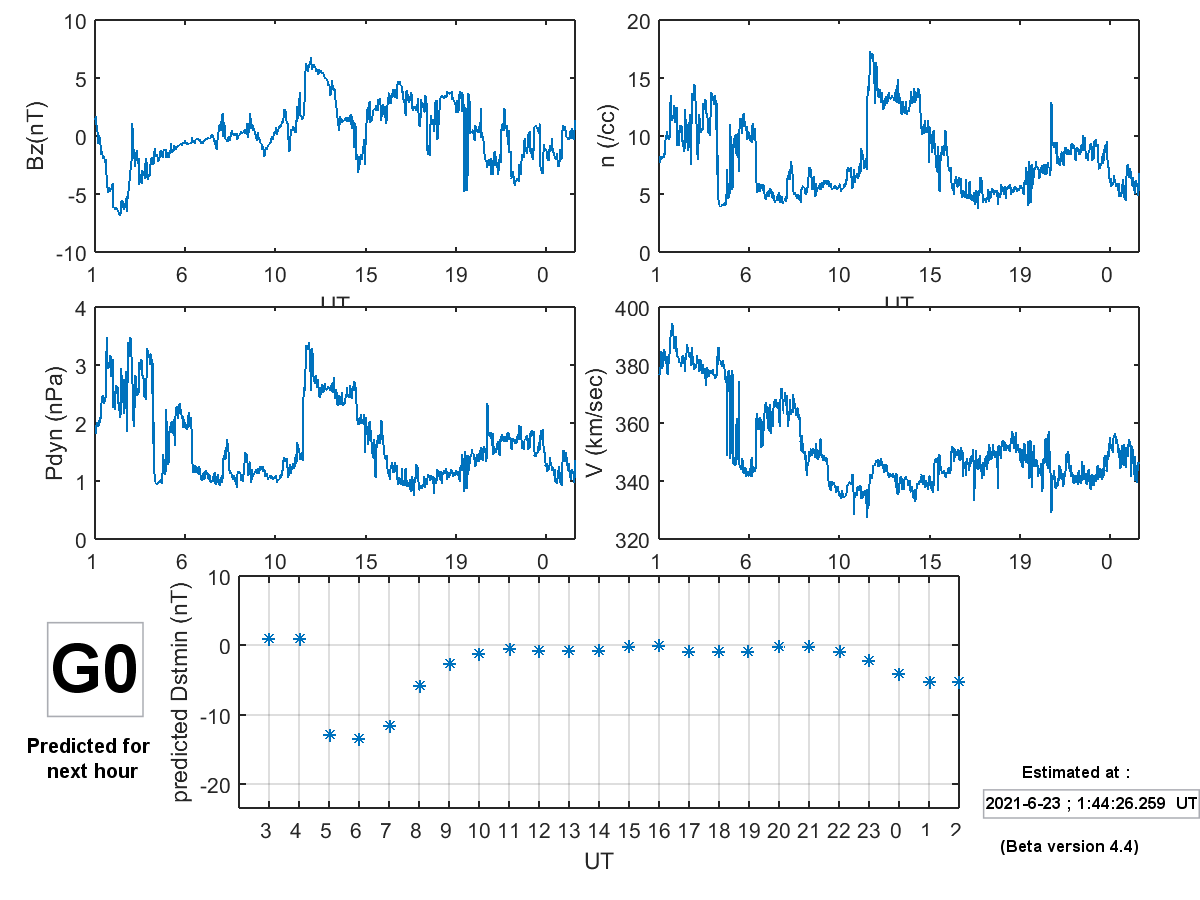 10
5
0
-5
-10
Bz(nT)
1 6 10 15 19 0
UT
20
15
10
5
0
n (/cc)
1 6 10 15 19 0
UT
4
3
2
1
0
Pdyn (nPa)
1 6 10 15 19 0
400
380
360
340
320
V (km/sec)
1 6 10 15 19 0
10
0
-10
-20
predicted Dstmin (nT)
3 4 5 6 7 8 9 10 11 12 13 14 15 16 17 18 19 20 21 22 23 0 1 2
UT
G0
Predicted for
next hour
Estimated at :
2021-6-23 ; 1:44:26.259 UT
(Beta version 4.4)